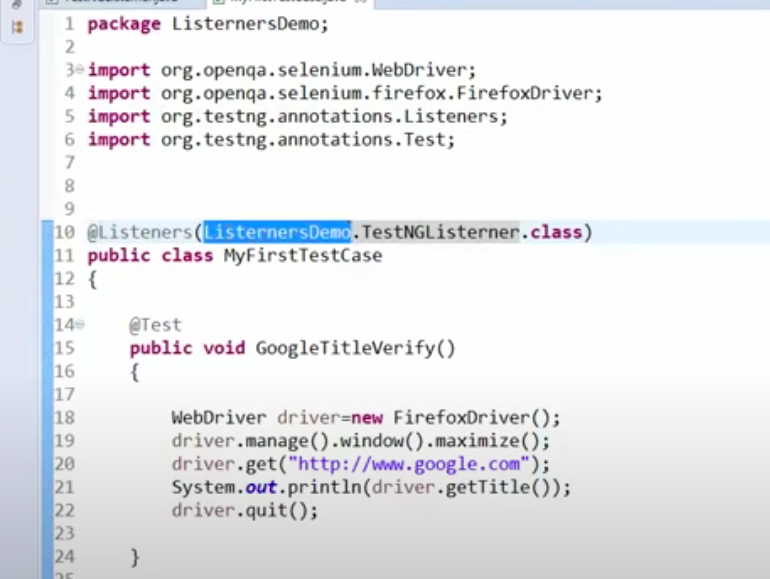 1 package ListernersDemo;
2
3 import org.openqa.selenium.WebDriver;
4 import org.openqa.selenium.firefox.FirefoxDriver;
5 import org.testng.annotations.Listeners;
6 import org.testng.annotations.Test;
7
8
9
10 @Listeners(ListernersDemo.TestNGListerner.class)
11 public class MyFirstTestCase
12 {
13
14 @Test
15 public void GoogleTitleVerify()
16 {
17
18 WebDriver driver=new FirefoxDriver();
19 driver.manage().window().maximize();
20 driver.get("http://www.google.com");
21 System.out.println(driver.getTitle());
22 driver.quit();
23
24 }
25